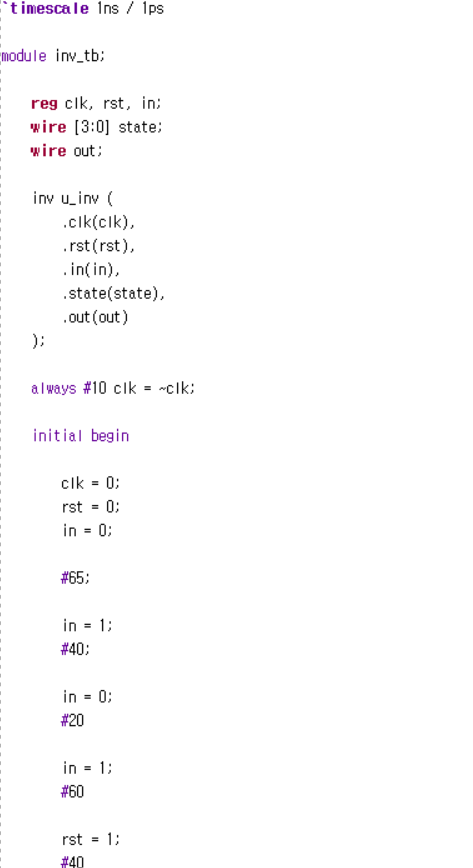 `timescale 1ns / 1ps
module inv_tb;
reg clk, rst, in;
wire [3:0] state;
wire out;
inv u_inv (
.clk(clk),
.rst(rst),
.in(in),
.state(state),
.out(out)
);
always #10 clk = ~clk;
initial begin
clk = 0;
rst = 0;
in = 0;
#65;
in = 1;
#40;
in = 0;
#20
in = 1;
#60
rst = 1;
#40